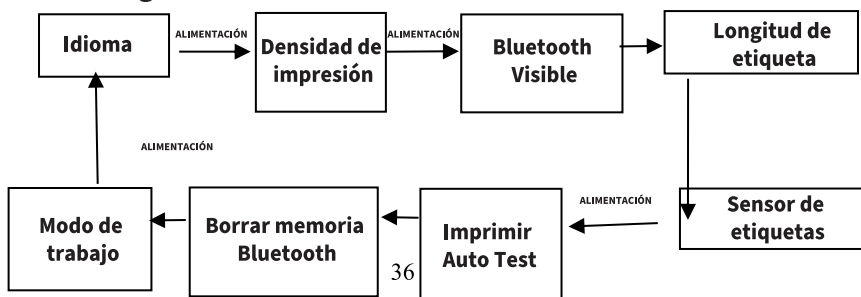 Idioma
ALIMENTACIÓN
Densidad de
impresión
ALIMENTACIÓN
Bluetooth
Visible
Longitud de
etiqueta
ALIMENTACIÓN
Modo de
trabajo
Borrar memoria
Bluetooth
36
Imprimir
Auto Test
ALIMENTACIÓN
Sensor de
etiquetas